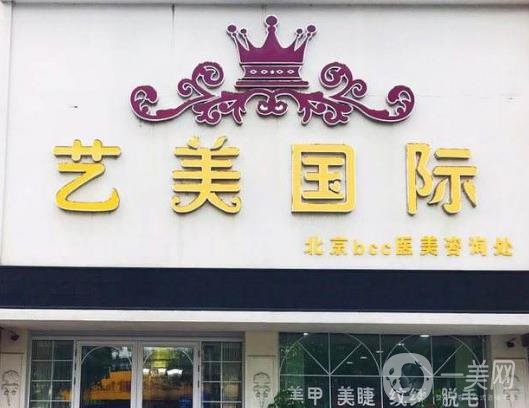 艺美国际
北京bcc医美咨询处
美甲 美睫 纹绣 脱毛
一美网